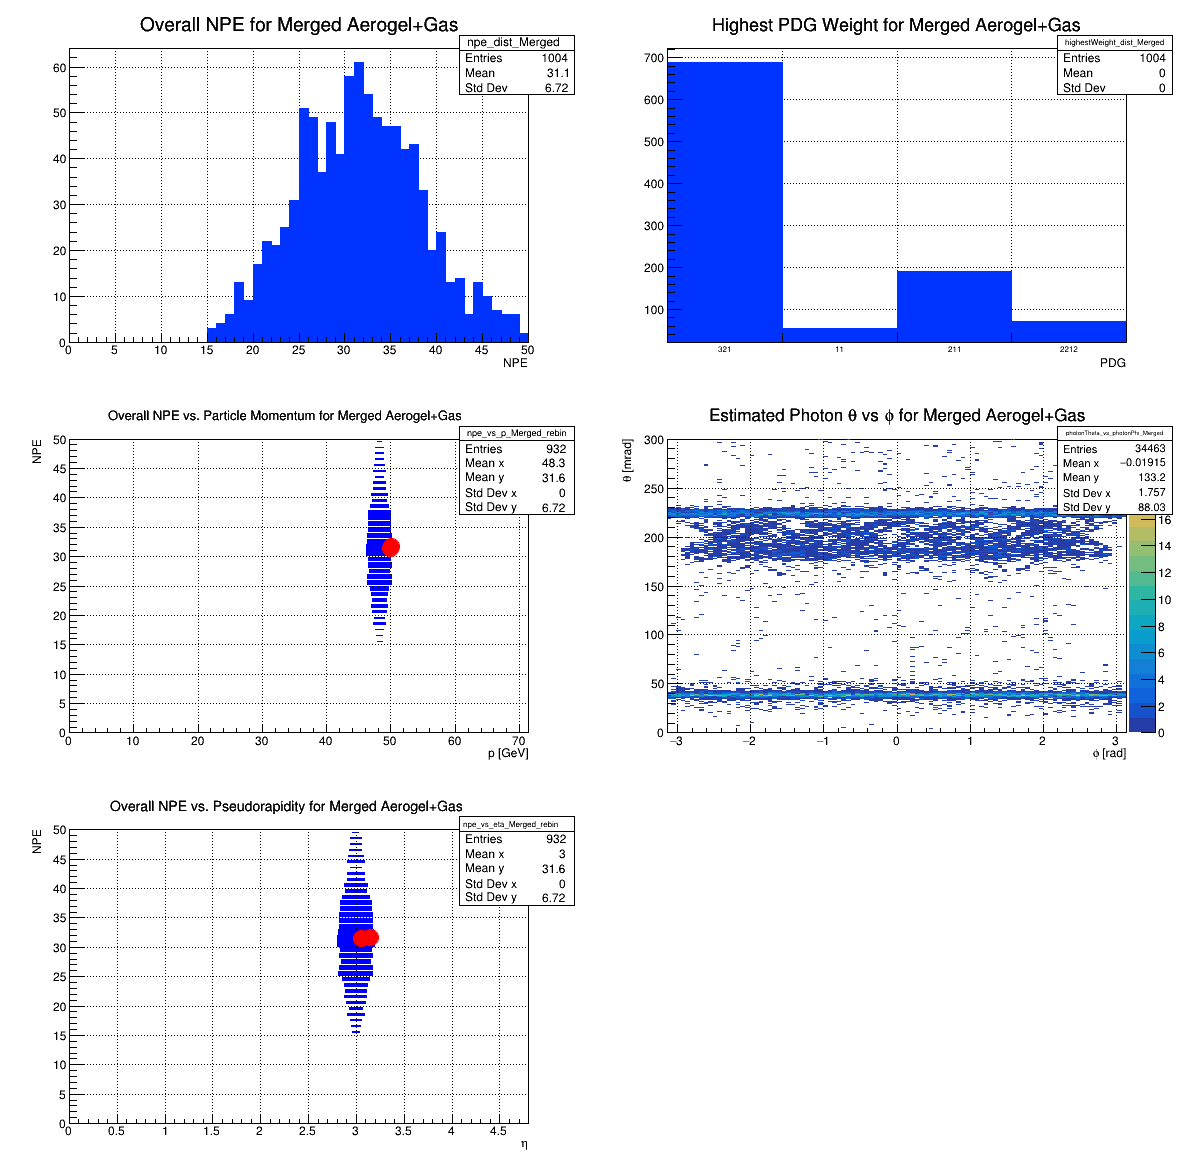 Overall NPE for Merged Aerogel+Gas
npe_dist_Merged
Entries 1004
Mean 31.1
Std Dev 6.72
60
50
40
30
20
10
0
0 5 10 15 20 25 30 35 40 45 50
NPE
Highest PDG Weight for Merged Aerogel+Gas
highestWeight_dist_Merged
Entries 1004
Mean 0
Std Dev 0
700
600
500
400
300
200
100
321 11 211 2212
PDG
Overall NPE vs. Particle Momentum for Merged Aerogel+Gas
npe_vs_p_Merged_rebin
Entries 932
Mean x 48.3
Mean y 31.6
Std Dev x 0
Std Dev y 6.72
NPE
50
45
40
35
30
25
20
15
10
5
0
0 10 20 30 40 50 60 70
p [GeV]
Estimated Photon θ vs ϕ for Merged Aerogel+Gas
photonTheta_vs_photonPhi_Merged
Entries 34463
Mean x −0.01915
Mean y 133.2
Std Dev x 1.757
Std Dev y 88.03
θ [mrad]
300
250
200
150
100
50
0
−3 −2 −1 0 1 2 3
ϕ [rad]
16
14
12
10
8
6
4
2
0
Overall NPE vs. Pseudorapidity for Merged Aerogel+Gas
npe_vs_eta_Merged_rebin
Entries 932
Mean x 3
Mean y 31.6
Std Dev x 0
Std Dev y 6.72
NPE
50
45
40
35
30
25
20
15
10
5
0
0 0.5 1 1.5 2 2.5 3 3.5 4 4.5
η